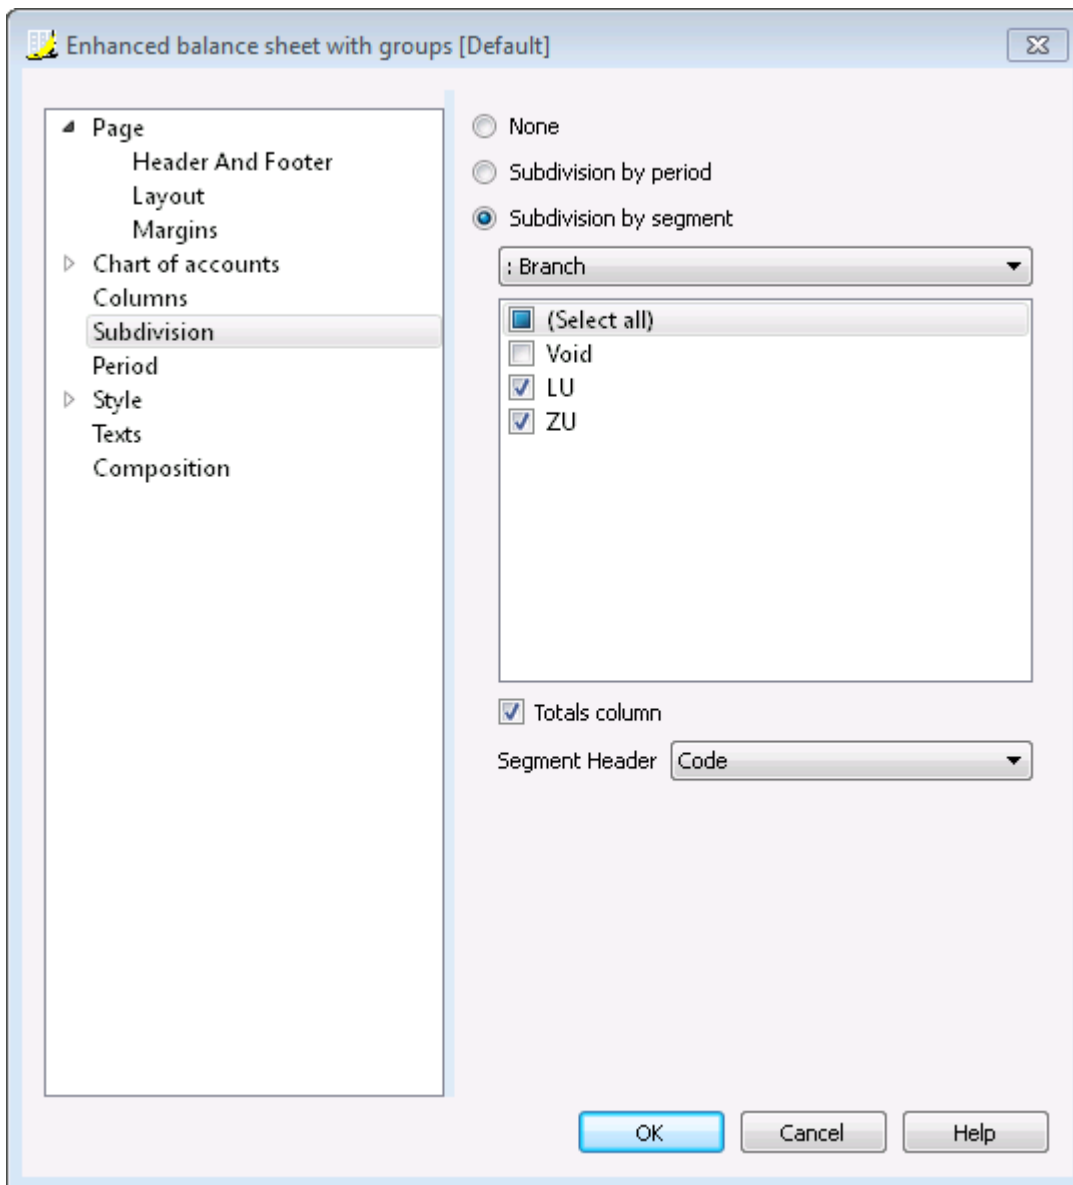 Enhanced balance sheet with groups [Default]
Page
Header And Footer
Layout
Margins
Chart of accounts
Columns
Subdivision
Period
Style
Texts
Composition
None
Subdivision by period
Subdivision by segment
: Branch
(Select all)
Void
LU
ZU
Totals column
Segment Header Code
OK Cancel Help